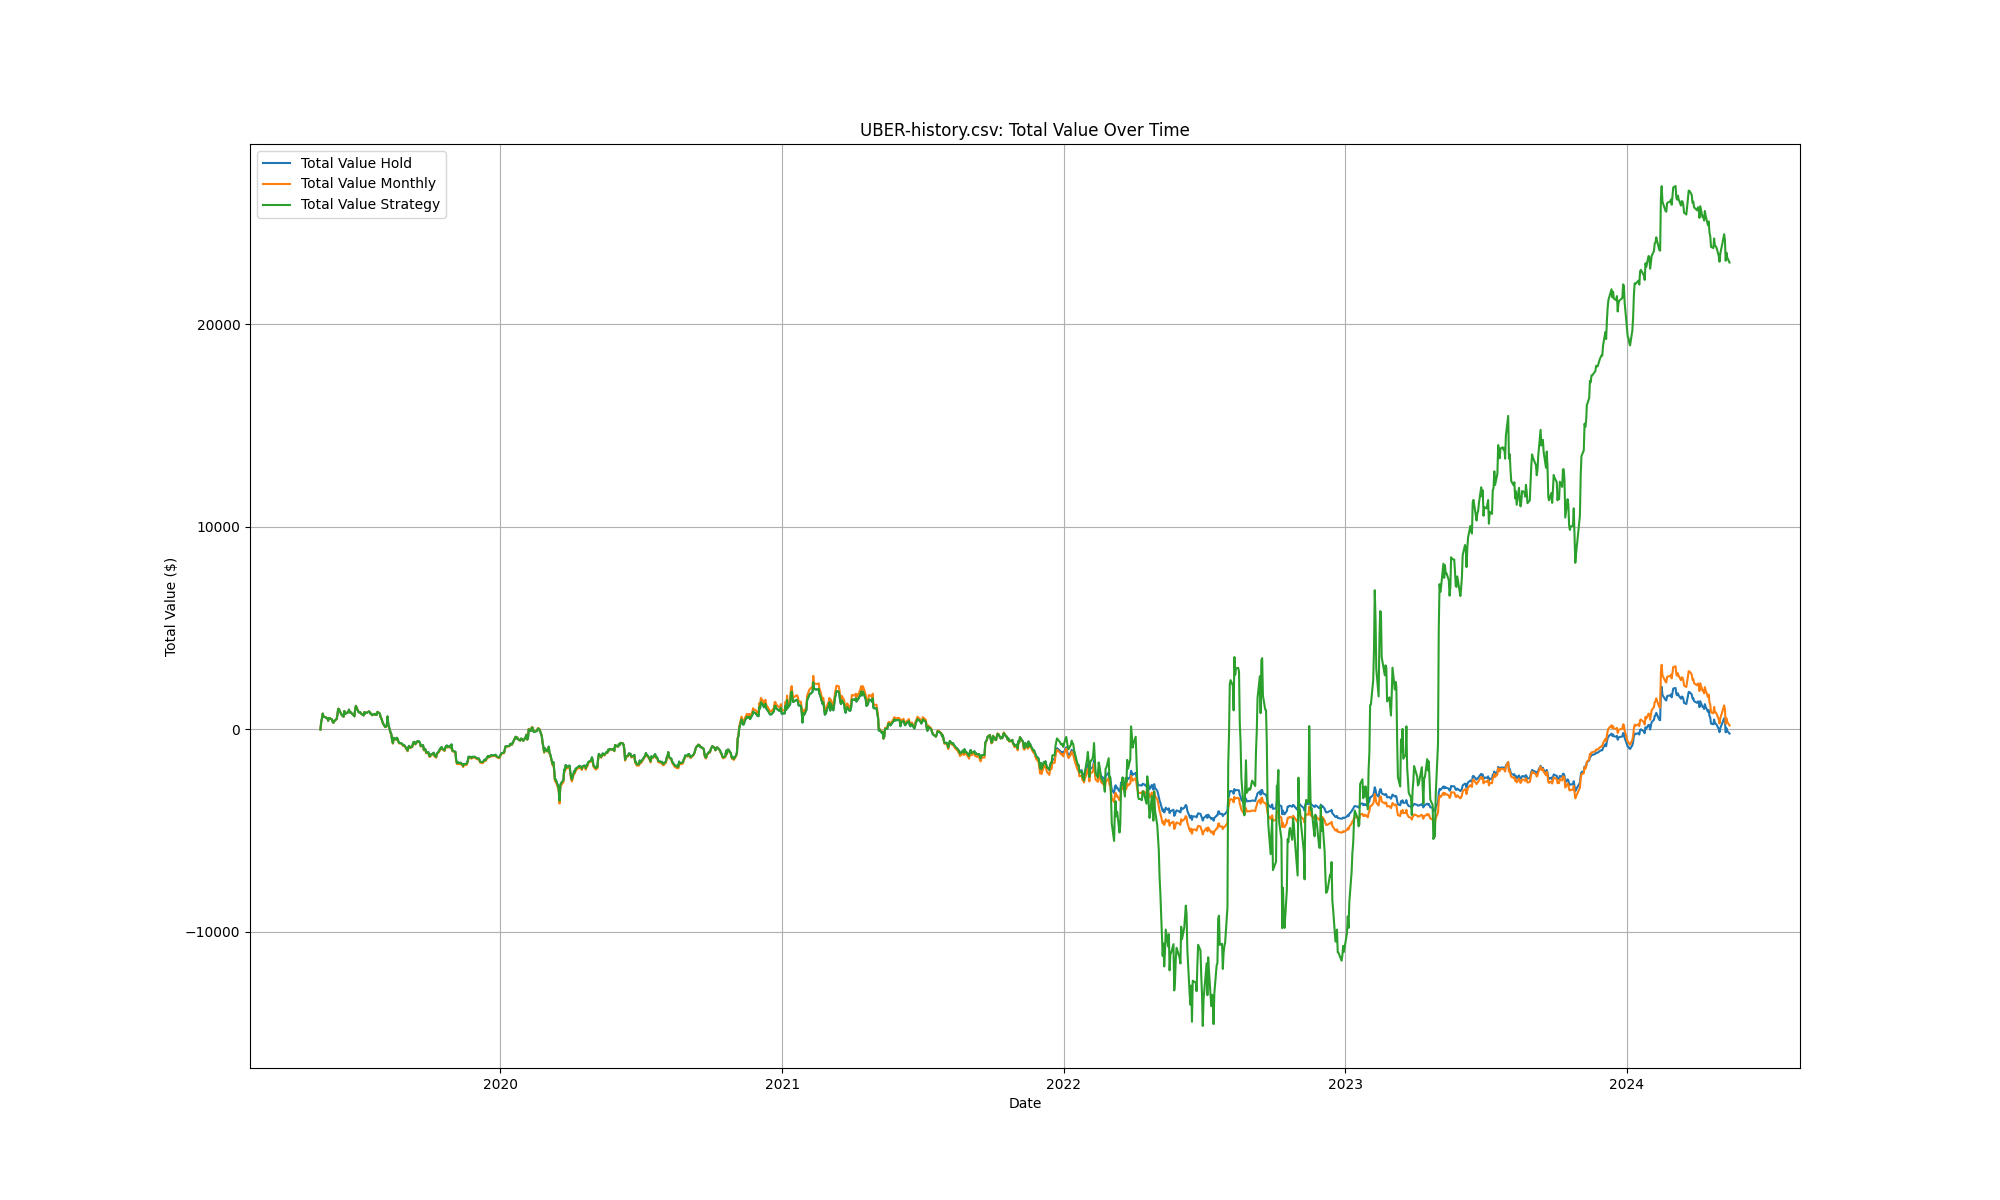 UBER-history.csv: Total Value Over Time
Total Value Hold
Total Value Monthly
Total Value Strategy
Total Value ($)
20000
10000
0
−10000
2020
2021
2022
2023
2024
Date